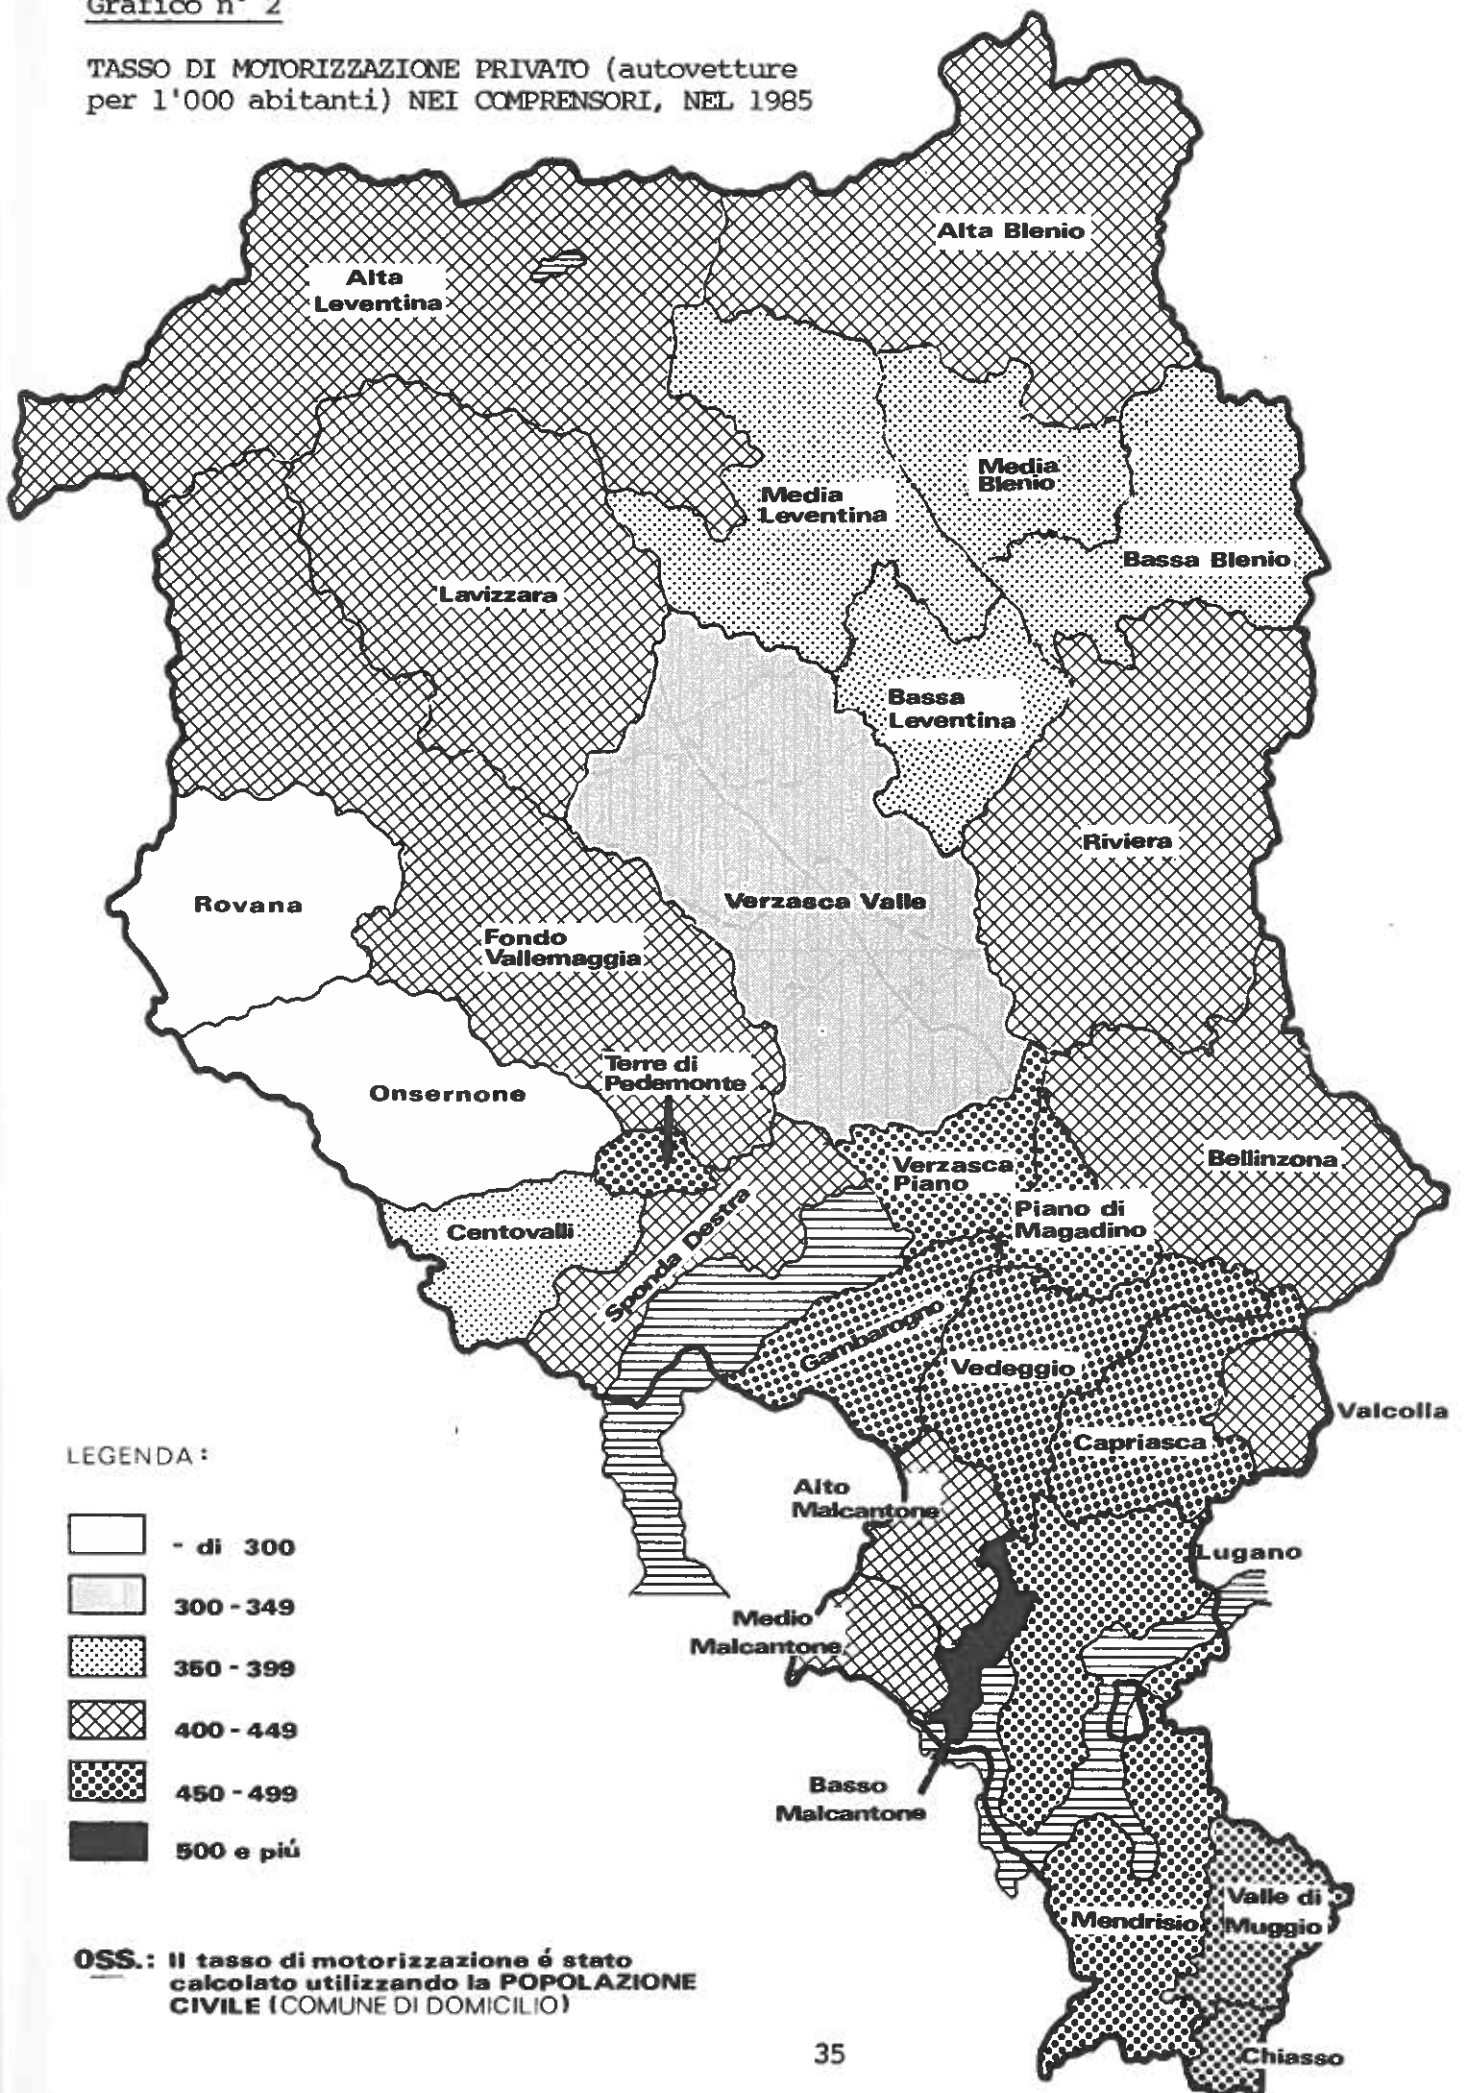 Grafico n° 2
TASSO DI MOTORIZZAZIONE PRIVATO (autovetture
per 1'000 abitanti) NEI COMPRENSORI, NEL 1985
Alta Blenio
Alta
Leventina
Media
Blenio
Media
Leventina
Bassa Blenio
Lavizzara
Bassa
Leventina
Riviera
Rovana
Verzasca Valle
Fondo
Vallemaggia
Terre di
Pedemonte
Onsernone
Bellinzona
Verzasca
Piano
Piano di
Magadino
Centovalli
Sponda Destra
Gambarogno
Vedeggio
Valcolla
Capriasca
LEGENDA:
Alto
Malcantone
- di 300
Lugano
300 - 349
Medio
Malcantone
350 - 399
400 - 449
450 - 499
Basso
Malcantone
500 e piú
Valle di
Muggio
Mendrisio
OSS.: Il tasso di motorizzazione é stato
calcolato utilizzando la POPOLAZIONE
CIVILE (COMUNE DI DOMICILIO)
35
Chiasso